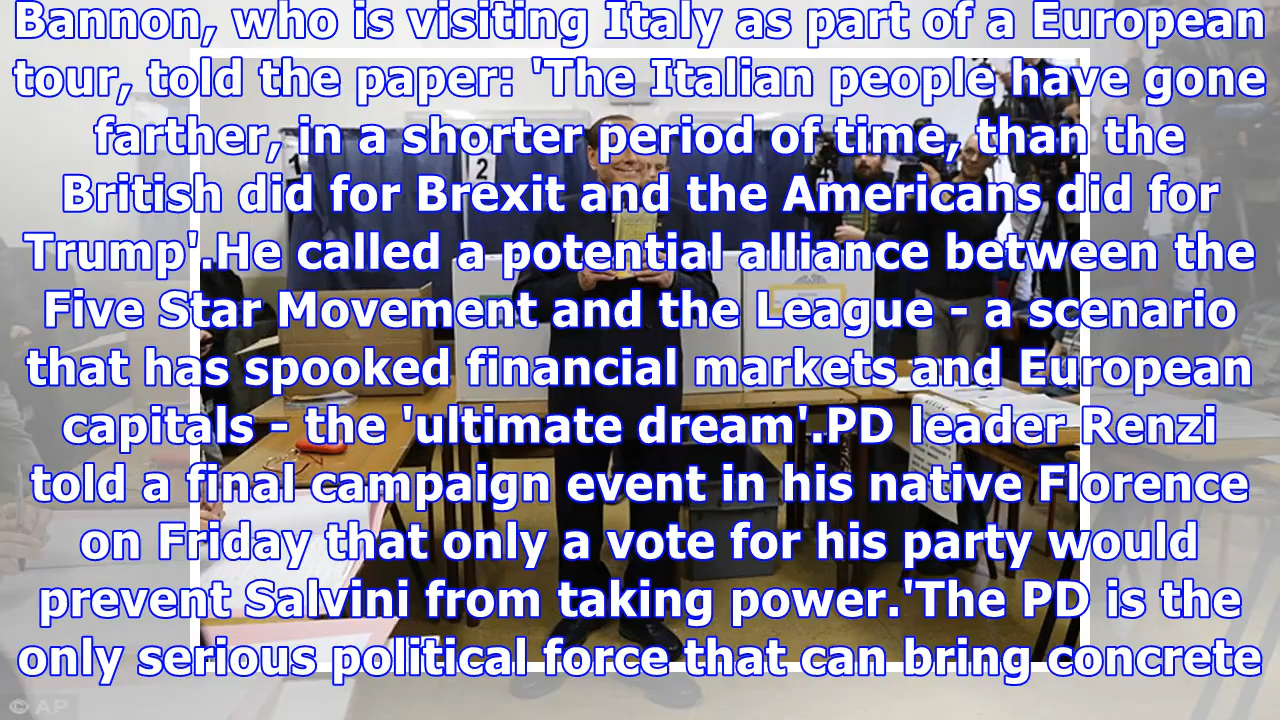 Bannon, who is visiting Italy as part of a European
tour, told the paper: 'The Italian people have gone
farther, in a shorter period of time, than the
British did for Brexit and the Americans did for
Trump'.He called a potential alliance between the
Five Star Movement and the League - a scenario
that has spooked financial markets and European
capitals - the 'ultimate dream'.PD leader Renzi
told a final campaign event in his native Florence
on Friday that only a vote for his party would
prevent Salvini from taking power.'The PD is the
only serious political force that can bring concrete
1
2
© AP